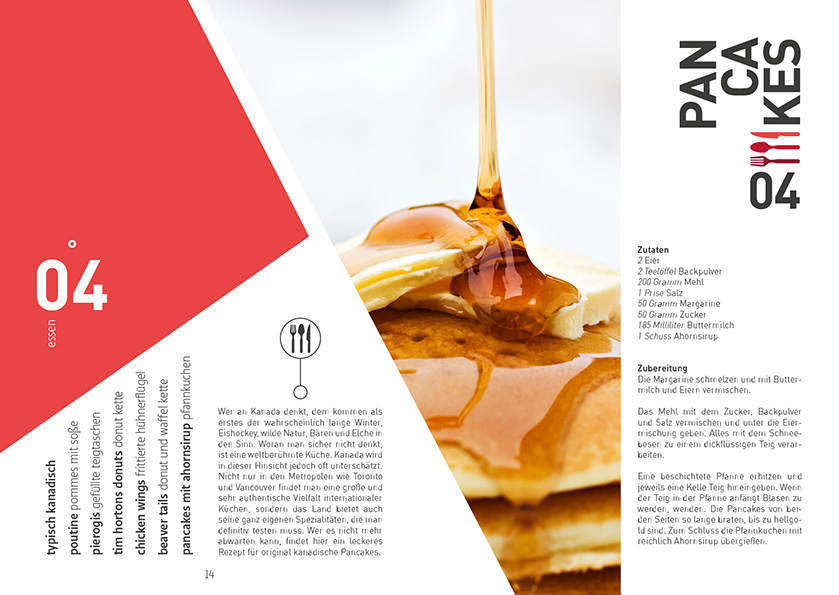 04
essen
typisch kanadisch
poutine pommes mit soße
pierogis gefüllte teigtaschen
tim hortons donuts donut kette
chicken wings frittierte hühnerflügel
beaver tails donut und waffel kette
pancakes mit ahornsirup pfannkuchen
Wer an Kanada denkt, dem kommen als
erstes der wahrscheinlich lange Winter,
Eishockey, wilde Natur, Bären und Elche in
den Sinn. Woran man sicher nicht denkt,
ist eine weltberühmte Küche. Kanada wird
in dieser Hinsicht jedoch oft unterschätzt.
Nicht nur in den Metropolen wie Toronto
und Vancouver findet man eine große und
sehr authentische Vielfalt internationaler
Küchen, sondern das Land bietet auch
seine ganz eigenen Spezialitäten, die man
definitiv testen muss. Wer es nicht mehr
abwarten kann, findet hier ein leckeres
Rezept für original kanadische Pancakes.
14
PAN
CA
KES
04
Zutaten
2 Eier
2 Teelöffel Backpulver
200 Gramm Mehl
1 Prise Salz
50 Gramm Margarine
50 Gramm Zucker
185 Milliliter Buttermilch
1 Schuss Ahornsirup
Zubereitung
Die Margarine schmelzen und mit Butter-
milch und Eiern vermischen.
Das Mehl mit dem Zucker, Backpulver
und Salz vermischen und unter die Eier-
mischung geben. Alles mit dem Schnee-
besen zu einem dickflüssigen Teig verar-
beiten.
Eine beschichtete Pfanne erhitzen und
jeweils eine Kelle Teig hineingeben. Wenn
der Teig in der Pfanne anfängt Blasen zu
werden, wenden. Die Pancakes von bei-
den Seiten so lange braten, bis zu hellgo-
ld sind. Zum Schluss die Pfannkuchen mit
reichlich Ahornsirup übergießen.